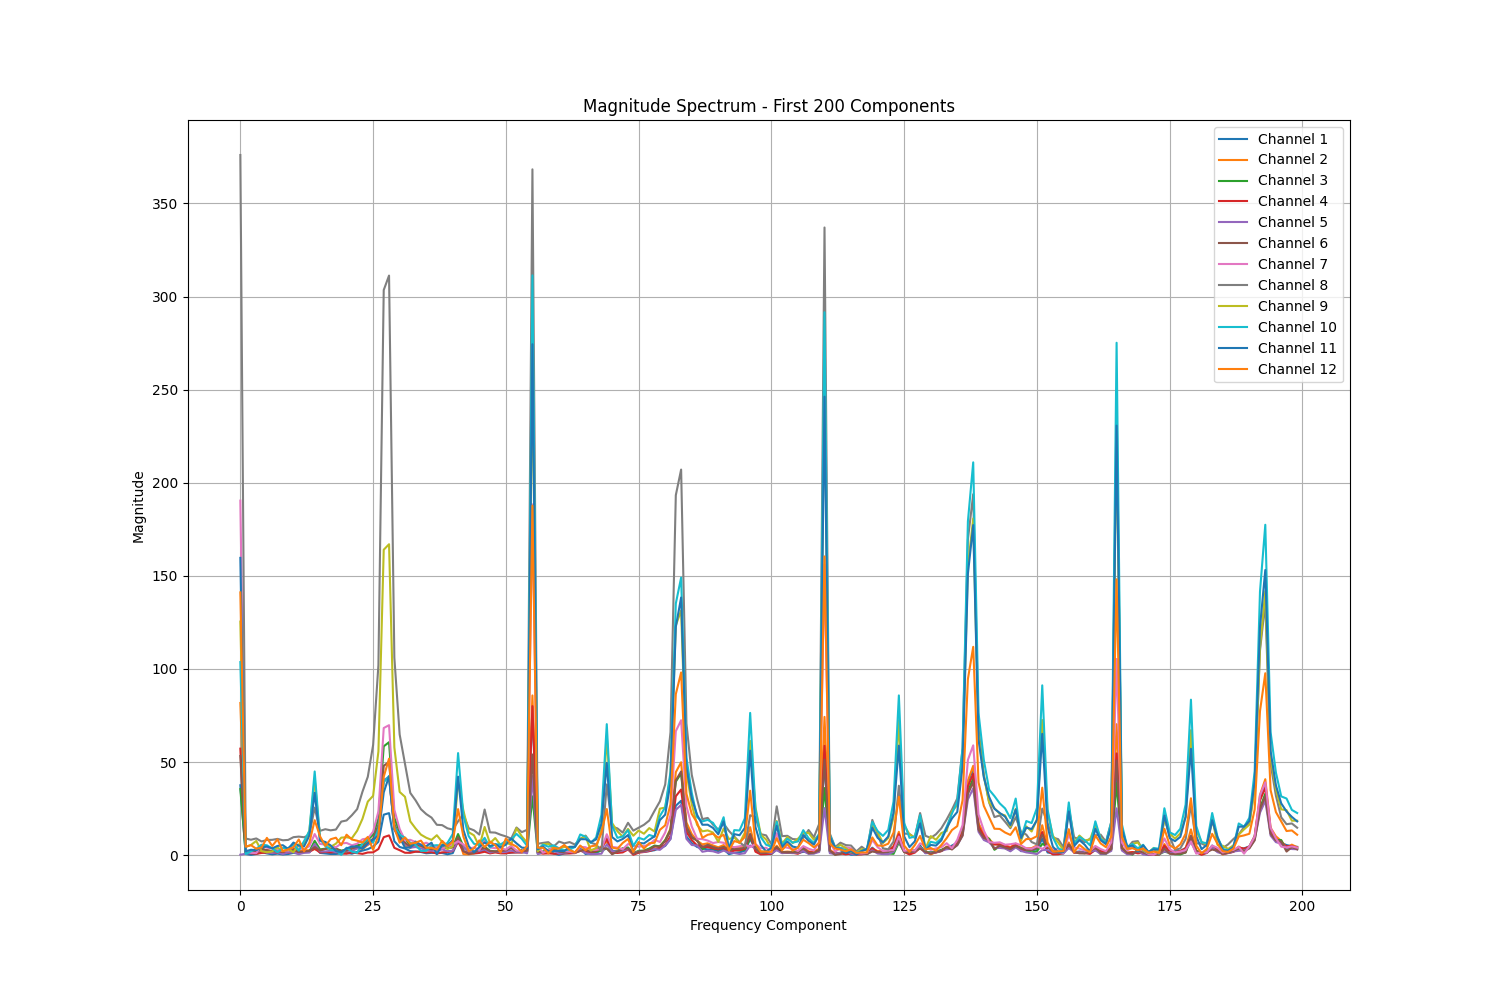 Magnitude Spectrum - First 200 Components
Channel 1
Channel 2
Channel 3
Channel 4
Channel 5
Channel 6
Channel 7
Channel 8
Channel 9
Channel 10
Channel 11
Channel 12
Magnitude
350
300
250
200
150
100
50
0
0
25
50
75
100
125
150
175
200
Frequency Component